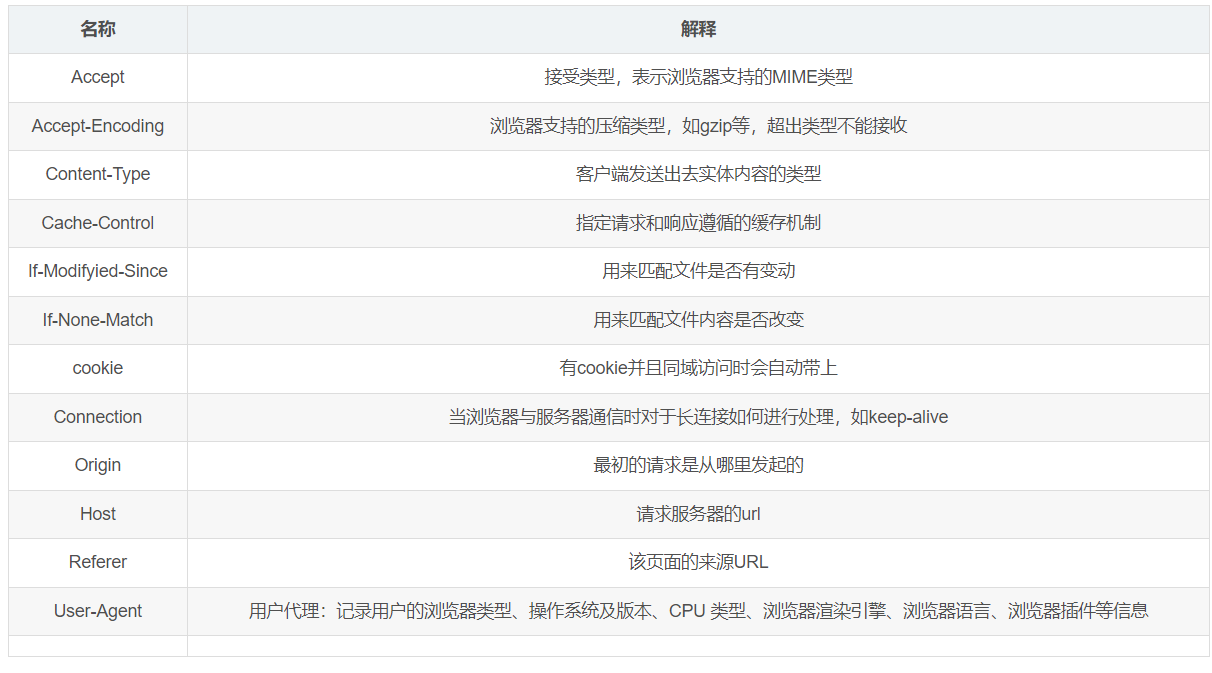 名称 解释
Accept 接受类型，表示浏览器支持的MIME类型
Accept-Encoding 浏览器支持的压缩类型，如gzip等，超出类型不能接收
Content-Type 客户端发送出去实体内容的类型
Cache-Control 指定请求和响应遵循的缓存机制
If-Modifyied-Since 用来匹配文件是否有变动
If-None-Match 用来匹配文件内容是否改变
cookie 有cookie并且同域访问时会自动带上
Connection 当浏览器与服务器通信时对于长连接如何进行处理，如keep-alive
Origin 最初的请求是从哪里发起的
Host 请求服务器的url
Referer 该页面的来源URL
User-Agent 用户代理：记录用户的浏览器类型、操作系统及版本、CPU 类型、浏览器渲染引擎、浏览器语言、浏览器插件等信息